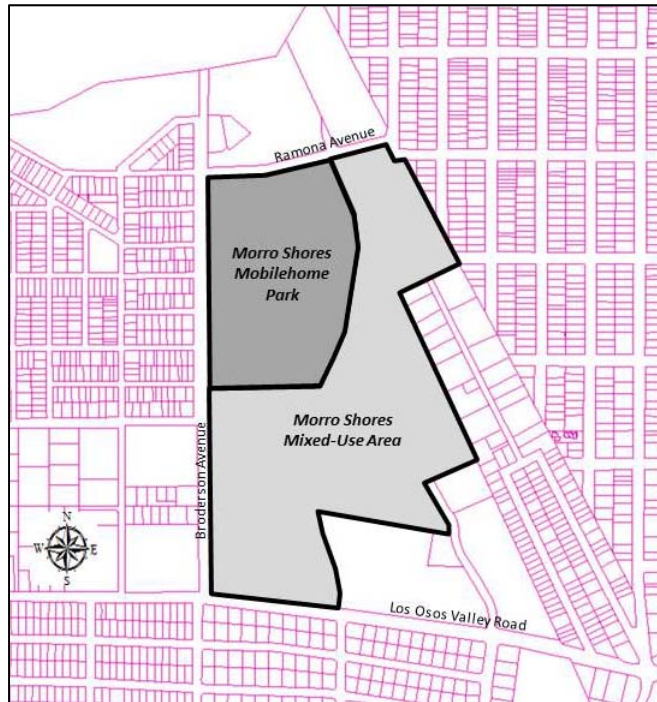 Ramona Avenue
Morro Shores
Mobilehome
Park
Morro Shores
Mixed-Use Area
Broderson Avenue
N
W E
S
Los Osos Valley Road